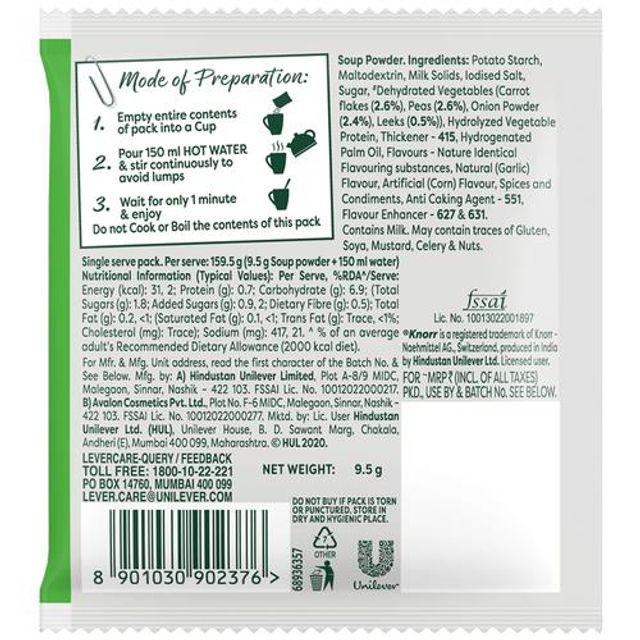 Mode of Preparation:
1. Empty entire contents
of pack into a Cup
2. Pour 150 ml HOT WATER
& stir continuously to
avoid lumps
3. Wait for only 1 minute
& enjoy
Do not Cook or Boil the contents of this pack
Soup Powder. Ingredients: Potato Starch,
Maltodextrin, Milk Solids, Iodised Salt,
Sugar, #Dehydrated Vegetables (Carrot
flakes (2.6%), Peas (2.6%), Onion Powder
(2.4%), Leeks (0.5%)), Hydrolyzed Vegetable
Protein, Thickener - 415, Hydrogenated
Palm Oil, Flavours - Nature Identical
Flavouring substances, Natural (Garlic)
Flavour, Artificial (Corn) Flavour, Spices and
Condiments, Anti Caking Agent - 551,
Flavour Enhancer - 627 & 631.
Contains Milk. May contain traces of Gluten,
Soya, Mustard, Celery & Nuts.
Single serve pack. Per serve: 159.5 g (9.5 g Soup powder + 150 ml water)
Nutritional Information (Typical Values): Per Serve, %RDA^/Serve:
Energy (kcal): 31, 2; Protein (g): 0.7; Carbohydrate (g): 6.9; (Total
Sugars (g): 1.8; Added Sugars (g): 0.9, 2; Dietary Fibre (g): 0.5); Total
Fat (g): 0.2, <1; (Saturated Fat (g): 0.1, <1; Trans Fat (g): Trace, <1%;
Cholesterol (mg): Trace); Sodium (mg): 417, 21. ^ % of an average
adult's Recommended Dietary Allowance (2000 kcal diet).
For Mfr. & Mfg. Unit address, read the first character of the Batch No. &
See Below. Mfg. by: A) Hindustan Unilever Limited, Plot A-8/9 MIDC,
Malegaon, Sinnar, Nashik - 422 103. FSSAI Lic. No. 10012022000217.
B) Avalon Cosmetics Pvt. Ltd., Plot No. F-6 MIDC, Malegaon, Sinnar, Nashik -
422 103. FSSAI Lic. No. 10012022000277. Mktd. by: Lic. User Hindustan
Unilever Ltd. (HUL), Unilever House, B. D. Sawant Marg, Chakala,
Andheri (E), Mumbai 400 099, Maharashtra. © HUL 2020.
fssai
Lic. No. 10013022001897
®Knorr is a registered trademark of Knorr-
Noehmittel AG., Switzerland, produced in India
by Hindustan Unilever Ltd. Licensed user.
FOR ~MRP ₹ (INCL. OF ALL TAXES)
PKD., USE BY & BATCH No. SEE BELOW.
LEVERCARE-QUERY / FEEDBACK
TOLL FREE: 1800-10-22-221
PO BOX 14760, MUMBAI 400 099
LEVER.CARE@UNILEVER.COM
NET WEIGHT: 9.5 g
DO NOT BUY IF PACK IS TORN
OR PUNCTURED. STORE IN
DRY AND HYGIENIC PLACE.
7
OTHER
68936357
Unilever
8 901030 902376 >